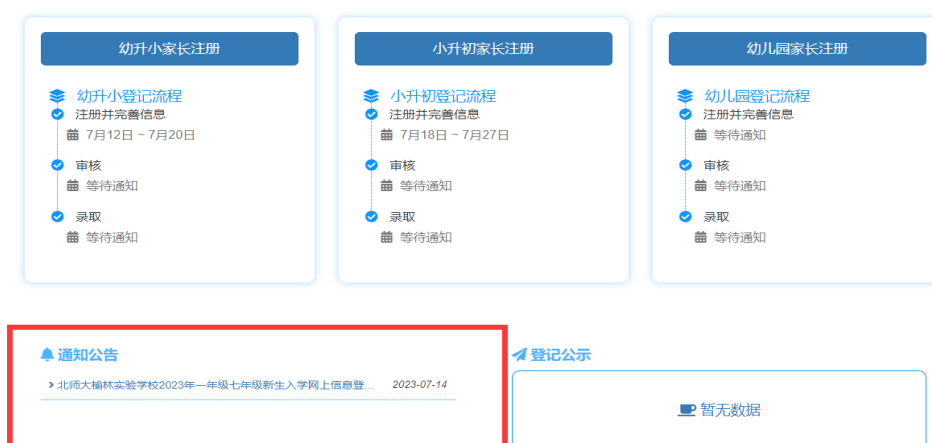 幼升小家长注册
幼升小登记流程
注册并完善信息
7月12日 ~ 7月20日
审核
等待通知
录取
等待通知
小升初家长注册
小升初登记流程
注册并完善信息
7月18日 ~ 7月27日
审核
等待通知
录取
等待通知
幼儿园家长注册
幼儿园登记流程
注册并完善信息
等待通知
审核
等待通知
录取
等待通知
通知公告
北师大榆林实验学校2023年一年级七年级新生入学网上信息登... 2023-07-14
登记公示
暂无数据